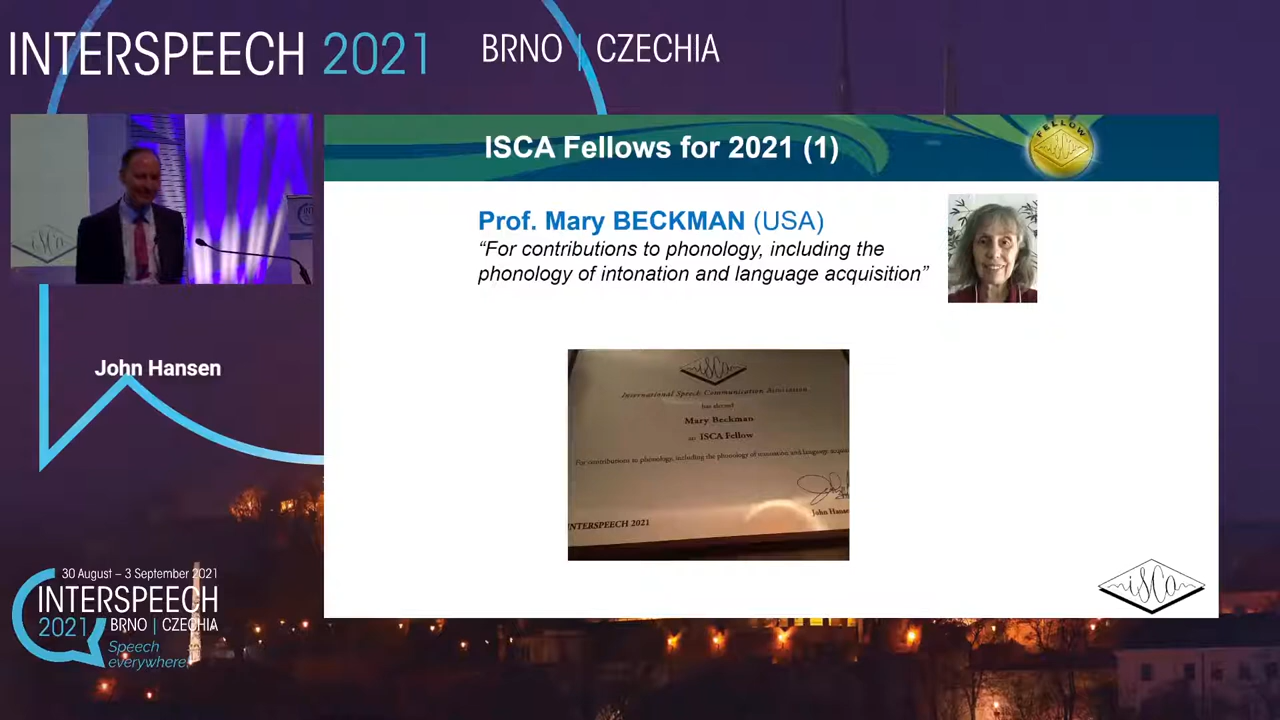 INTERSPEECH 2021
BRNO | CZECHIA
ISCA Fellows for 2021 (1)
FELLOW
Prof. Mary BECKMAN (USA)
“For contributions to phonology, including the
phonology of intonation and language acquisition”
John Hansen
iSCa
International Speech Communication Association
has elected
Mary Beckman
as ISCA Fellow
For contributions to phonology, including the phonology of intonation and language acquis
John Hanse
INTERSPEECH 2021
30 August – 3 September 2021
INTERSPEECH
2021 BRNO | CZECHIA
Speech
everywhere!
iSCa